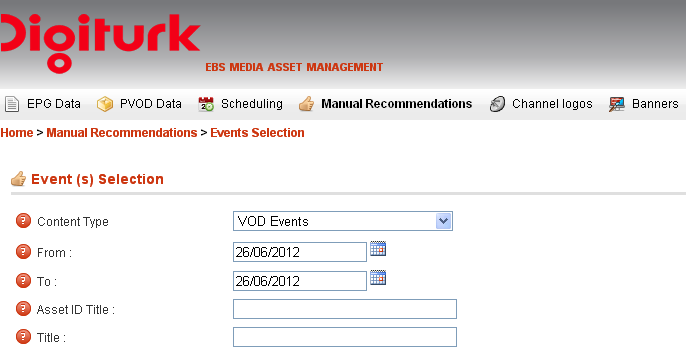 Digiturk
EBS MEDIA ASSET MANAGEMENT
EPG Data PVOD Data Scheduling Manual Recommendations Channel logos Banners
Home > Manual Recommendations > Events Selection
Event (s) Selection
Content Type VOD Events
From : 26/06/2012
To : 26/06/2012
Asset ID Title :
Title :